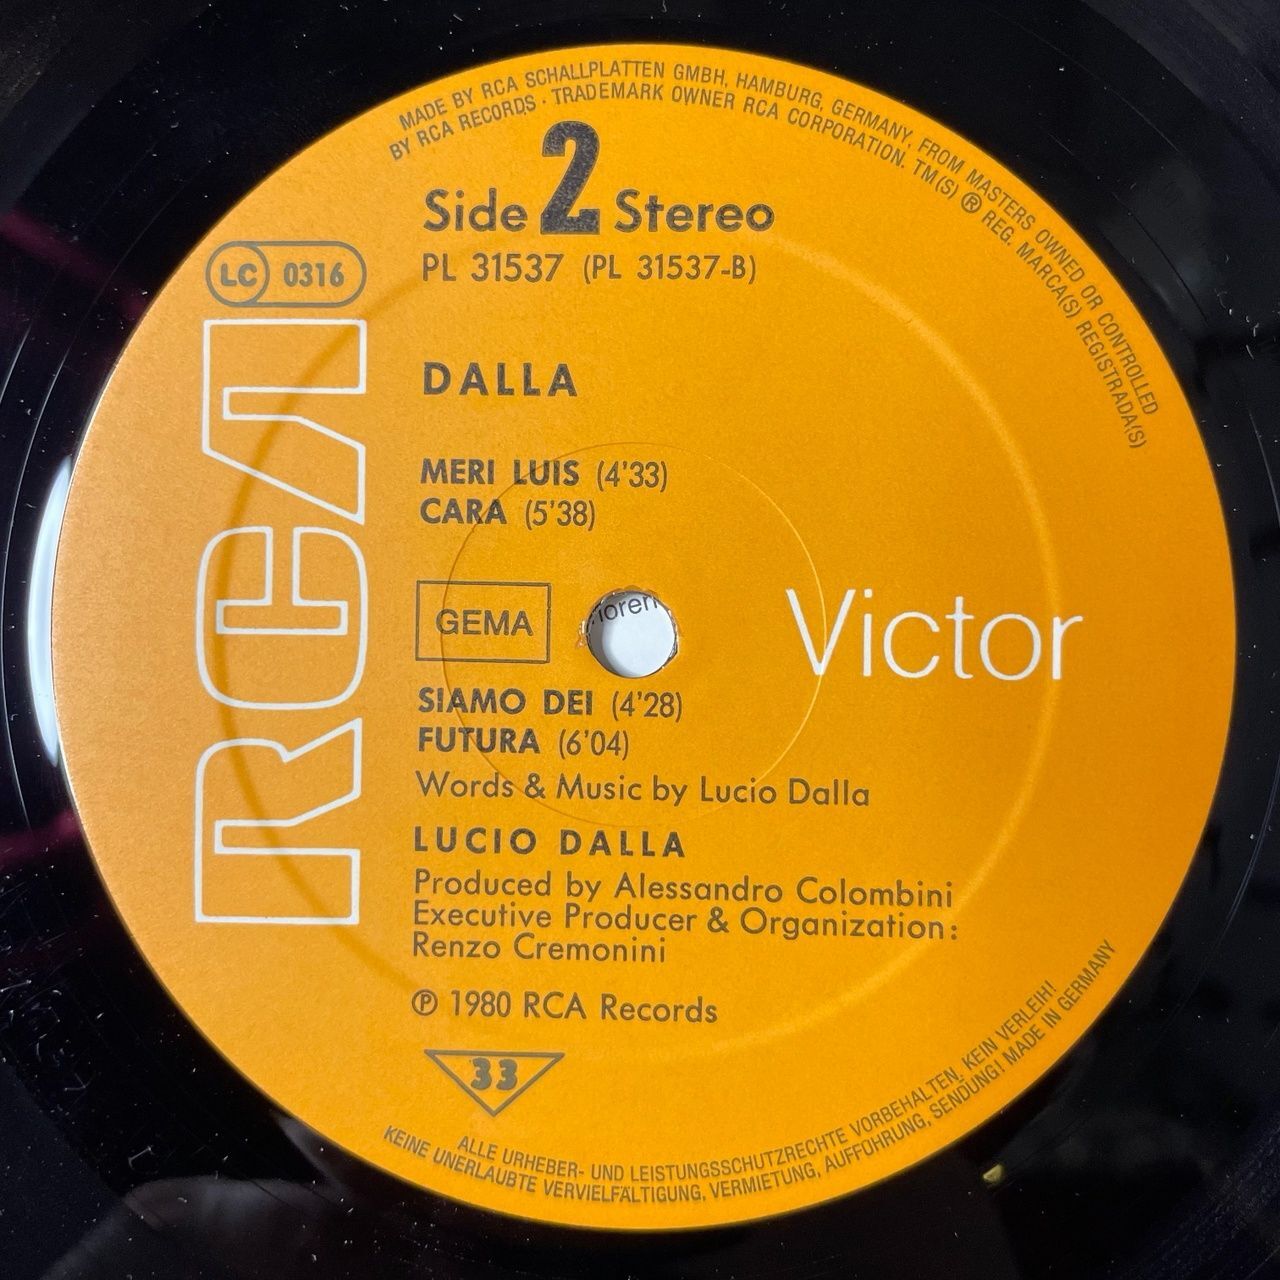 MADE BY RCA SCHALLPLATTEN GMBH, HAMBURG, GERMANY, FROM MASTERS OWNED OR CONTROLLED
BY RCA RECORDS · TRADEMARK OWNER RCA CORPORATION. TM(S) ® REG. MARCA(S) REGISTRADA(S)
Side 2 Stereo
PL 31537 (PL 31537-B)
LC 0316
RCA
DALLA
MERI LUIS (4'33)
CARA (5'38)
GEMA
Victor
SIAMO DEI (4'28)
FUTURA (6'04)
Words & Music by Lucio Dalla
LUCIO DALLA
Produced by Alessandro Colombini
Executive Producer & Organization:
Renzo Cremonini
℗ 1980 RCA Records
33
ALLE URHEBER- UND LEISTUNGSSCHUTZRECHTE VORBEHALTEN, KEIN VERLEIH!
KEINE UNERLAUBTE VERVIELFÄLTIGUNG, VERMIETUNG, AUFFÜHRUNG, SENDUNG! MADE IN GERMANY